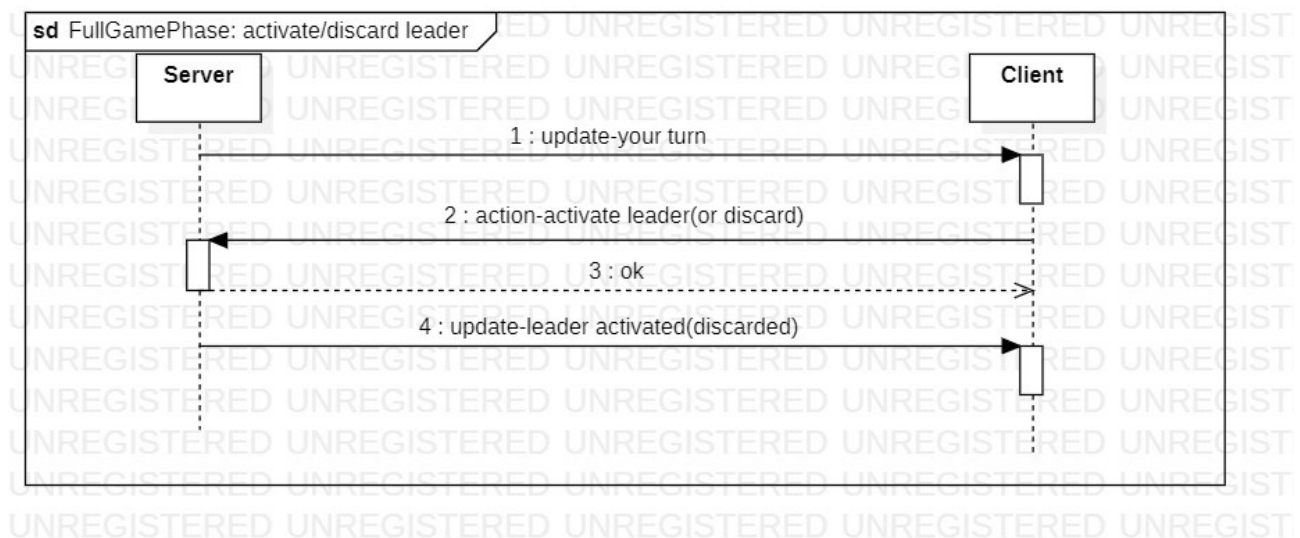 sd FullGamePhase: activate/discard leader
Server
Client
1 : update-your turn
2 : action-activate leader(or discard)
3 : ok
4 : update-leader activated(discarded)
UNREGISTERED